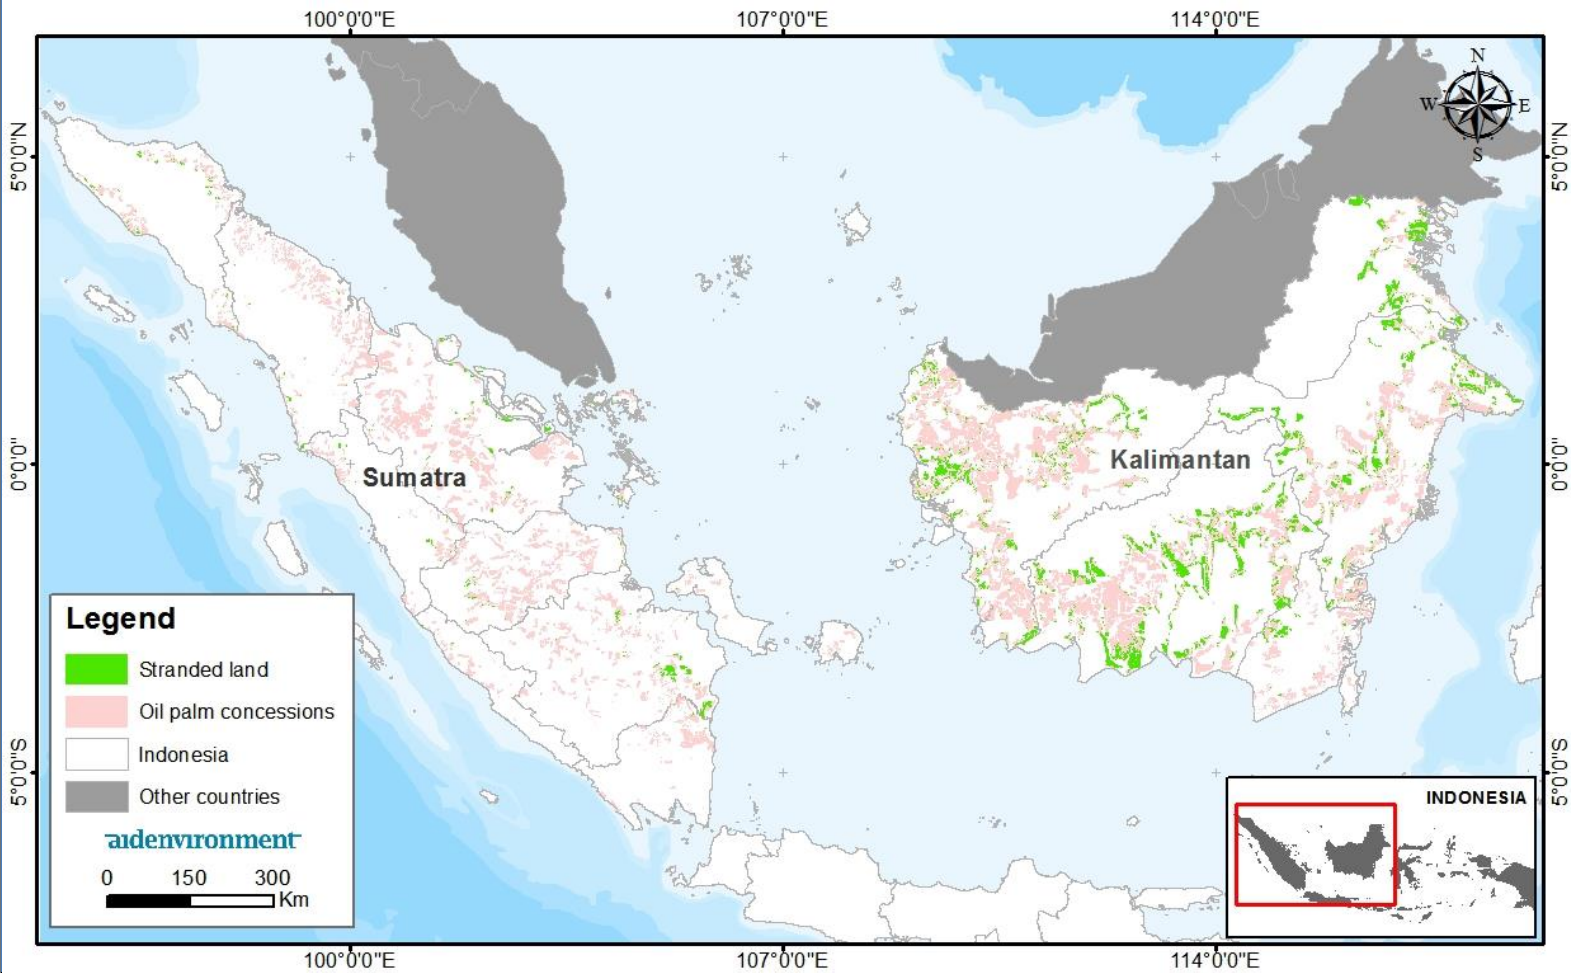 100°0'0"E
107°0'0"E
114°0'0"E
N
W
E
S
5°0'0"N
5°0'0"N
0°0'0"
0°0'0"
5°0'0"S
5°0'0"S
Sumatra
Kalimantan
Legend
Stranded land
Oil palm concessions
Indonesia
Other countries
aidenvironment
0 150 300
Km
INDONESIA
100°0'0"E
107°0'0"E
114°0'0"E